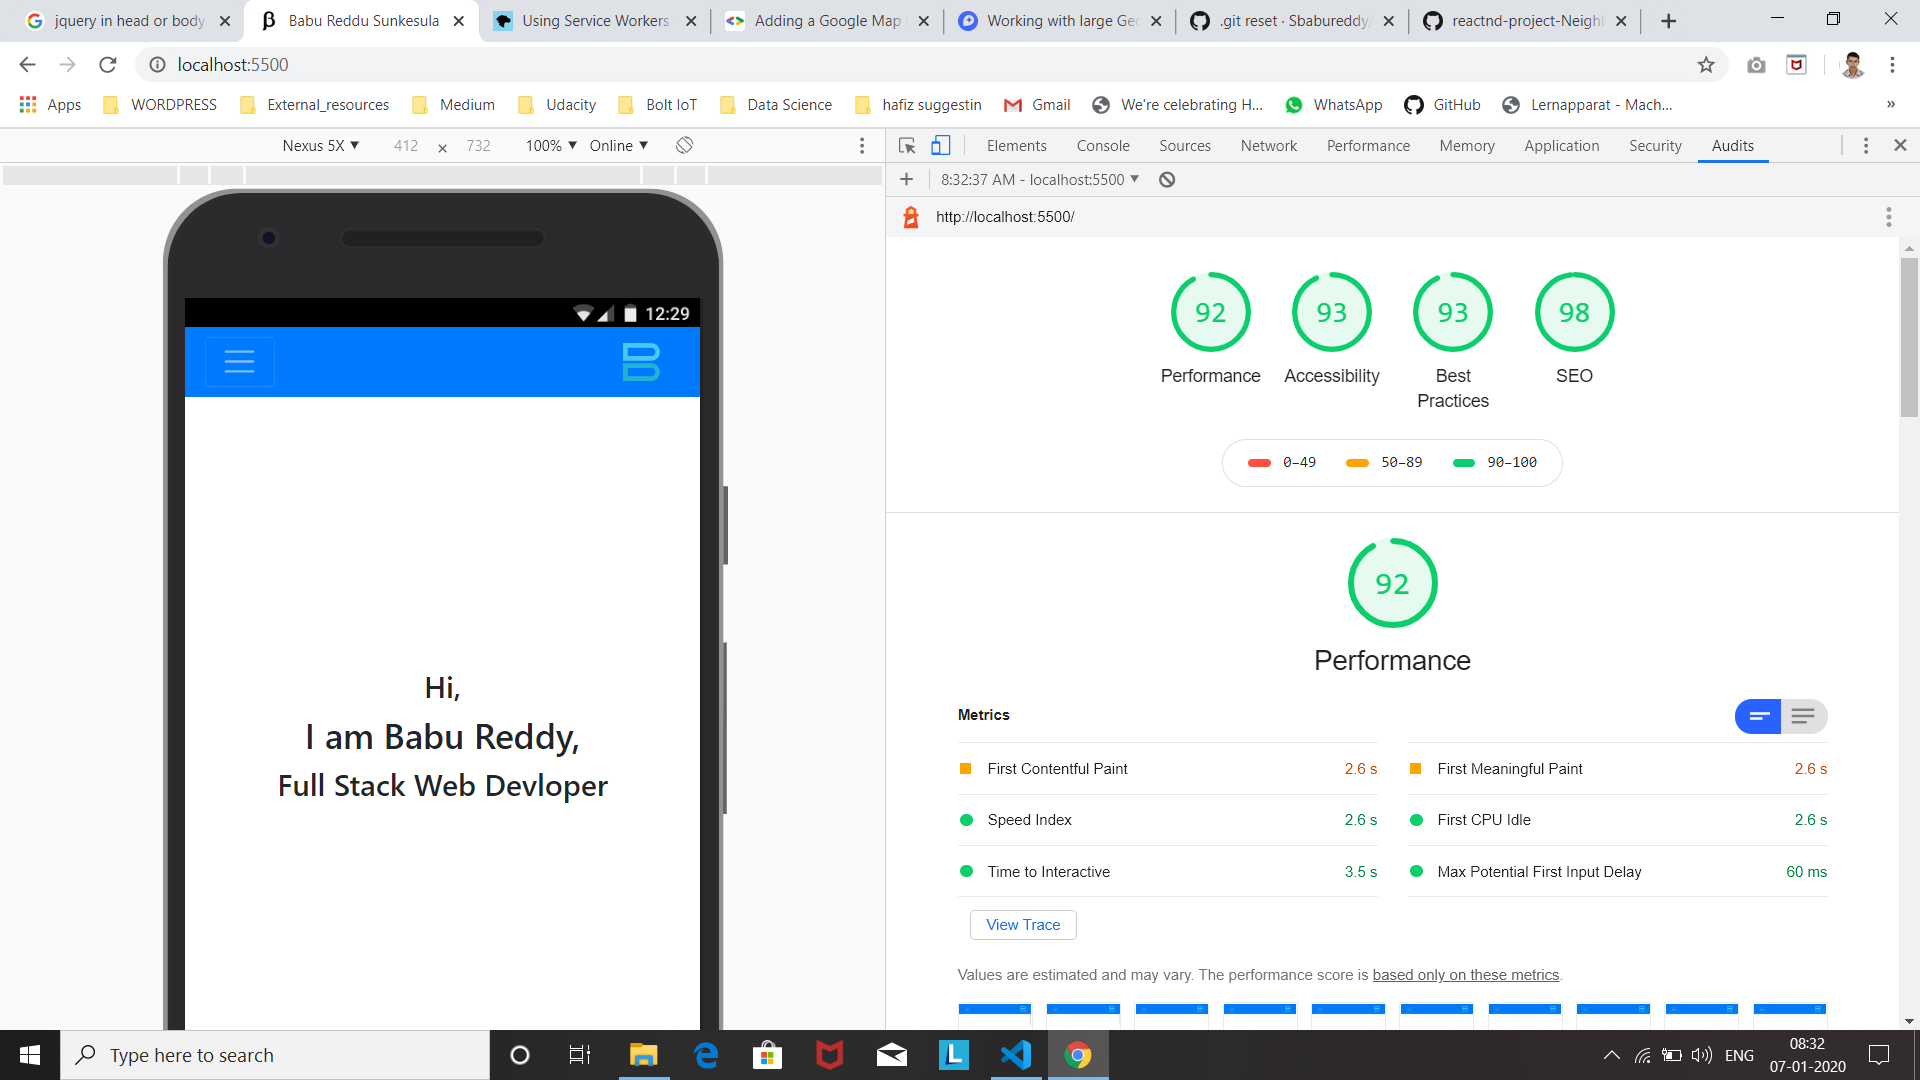 jquery in head or body
Babu Reddu Sunkesula
Using Service Workers
Adding a Google Map
Working with large Geo
.git reset · Sbabureddy
reactnd-project-Neighb
localhost:5500
Apps
WORDPRESS
External_resources
Medium
Udacity
Bolt IoT
Data Science
hafiz suggestin
Gmail
We're celebrating H...
WhatsApp
GitHub
Lernapparat - Mach...
»
Nexus 5X ▼ 412 × 732 100% ▼ Online ▼
Elements Console Sources Network Performance Memory Application Security Audits
8:32:37 AM - localhost:5500 ▼
http://localhost:5500/
12:29
B
92
Performance
93
Accessibility
93
Best
Practices
98
SEO
0–49 50–89 90–100
92
Performance
Metrics
First Contentful Paint 2.6 s
First Meaningful Paint 2.6 s
Speed Index 2.6 s
First CPU Idle 2.6 s
Time to Interactive 3.5 s
Max Potential First Input Delay 60 ms
View Trace
Values are estimated and may vary. The performance score is based only on these metrics.
Hi,
I am Babu Reddy,
Full Stack Web Devloper
Type here to search
L
ENG
08:32
07-01-2020